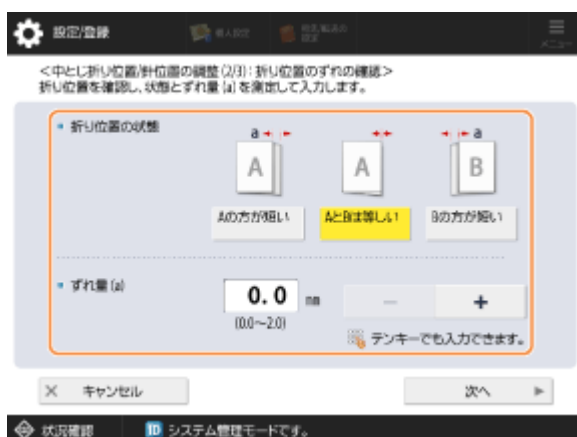 設定/登録
個人設定
メニュー
<中とじ折り位置/針位置の調整(2/3):折り位置のずれの確認>
折り位置を確認し、状態とずれ量(a)を測定して入力します。
折り位置の状態
a
a
A
A
B
Aの方が短い
AとBは等しい
Bの方が短い
ずれ量(a)
0.0 mm
− +
(0.0～2.0)
テンキーでも入力できます。
× キャンセル
次へ
状況確認
ID システム管理モードです。